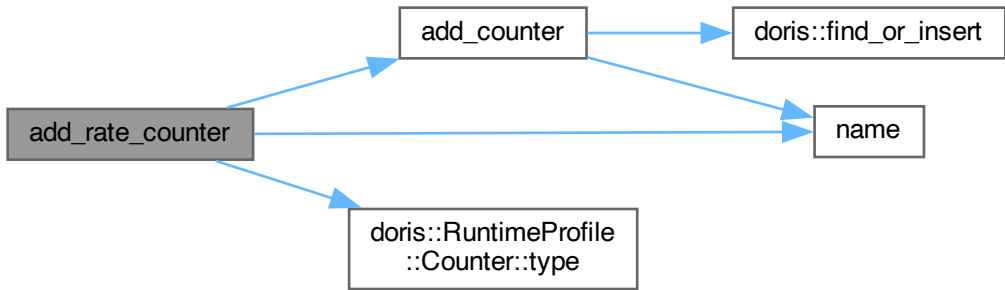 add_counter
doris::find_or_insert
add_rate_counter
name
doris::RuntimeProfile
::Counter::type